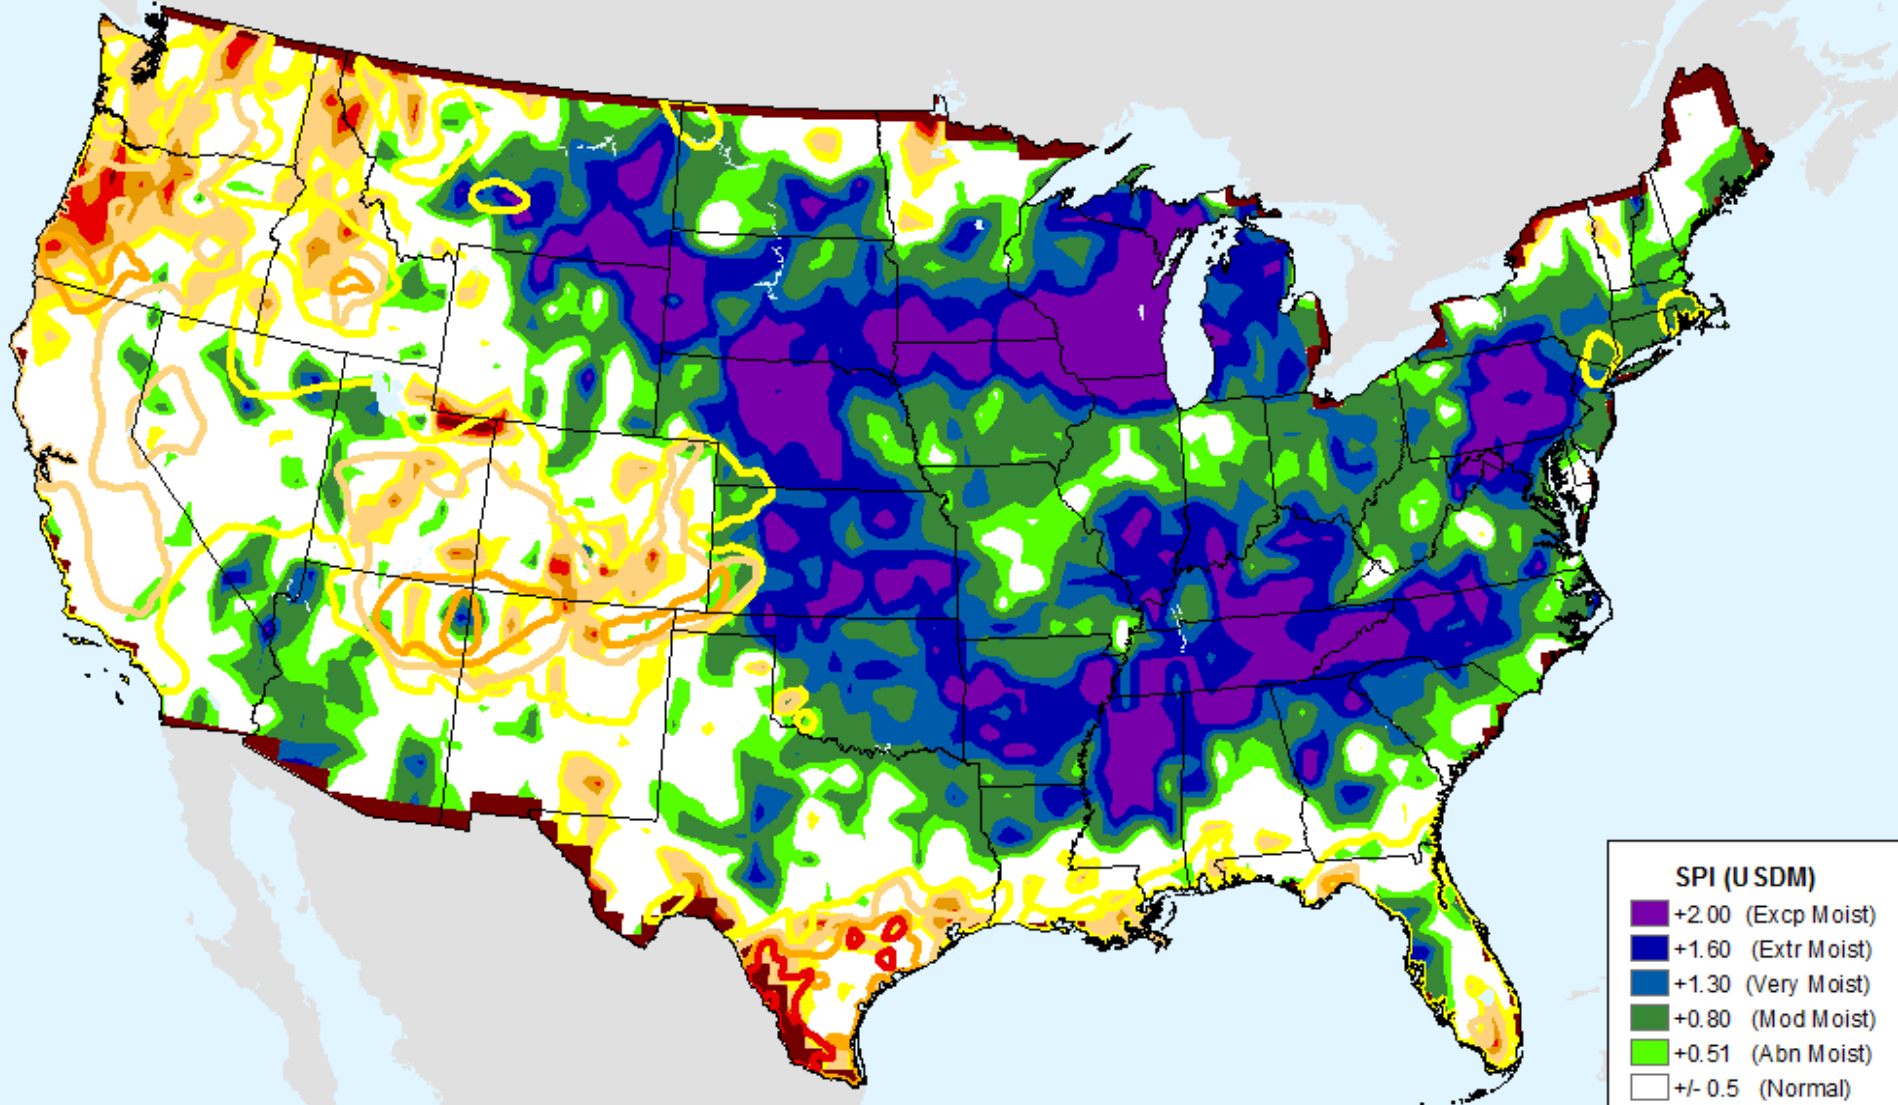 SPI (USDM)
+2.00 (Excp Moist)
+1.60 (Extr Moist)
+1.30 (Very Moist)
+0.80 (Mod Moist)
+0.51 (Abn Moist)
+/- 0.5 (Normal)